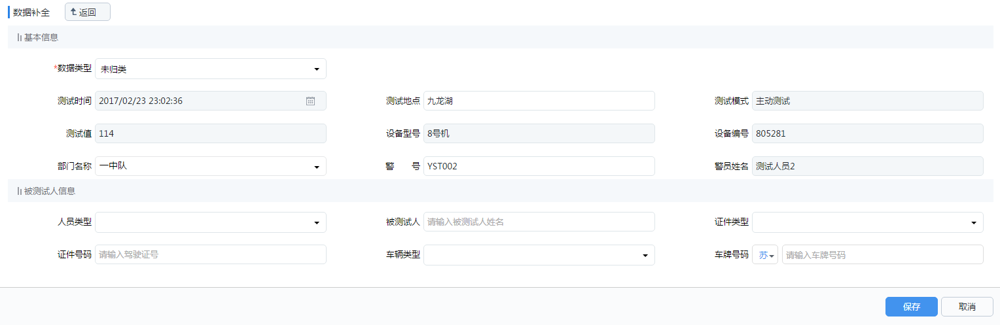 数据补全 返回
基本信息
*数据类型 未归类
测试时间 2017/02/23 23:02:36 测试地点 九龙湖 测试模式 主动测试
测试值 114 设备型号 8号机 设备编号 805281
部门名称 一中队 警 号 YST002 警员姓名 测试人员2
被测试人信息
人员类型 被测试人 请输入被测试人姓名 证件类型
证件号码 请输入驾驶证号 车辆类型 车牌号码 苏 请输入车牌号码
保存 取消